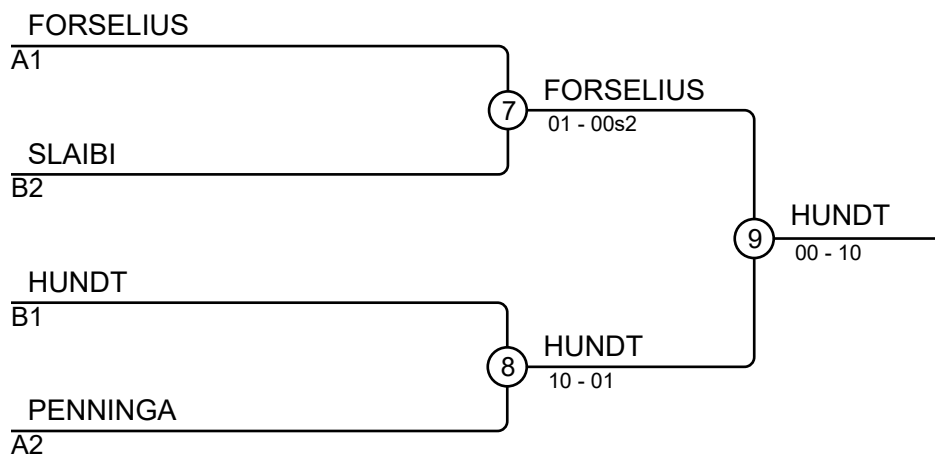 FORSELIUS
A1
7
FORSELIUS
01 - 00s2
SLAIBI
B2
9
HUNDT
00 - 10
HUNDT
B1
8
HUNDT
10 - 01
PENNINGA
A2